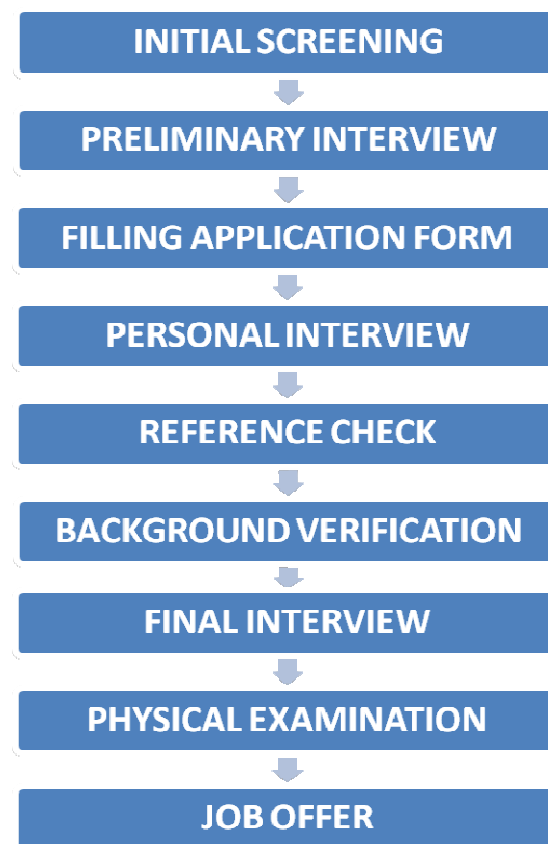 INITIAL SCREENING
PRELIMINARY INTERVIEW
FILLING APPLICATION FORM
PERSONAL INTERVIEW
REFERENCE CHECK
BACKGROUND VERIFICATION
FINAL INTERVIEW
PHYSICAL EXAMINATION
JOB OFFER